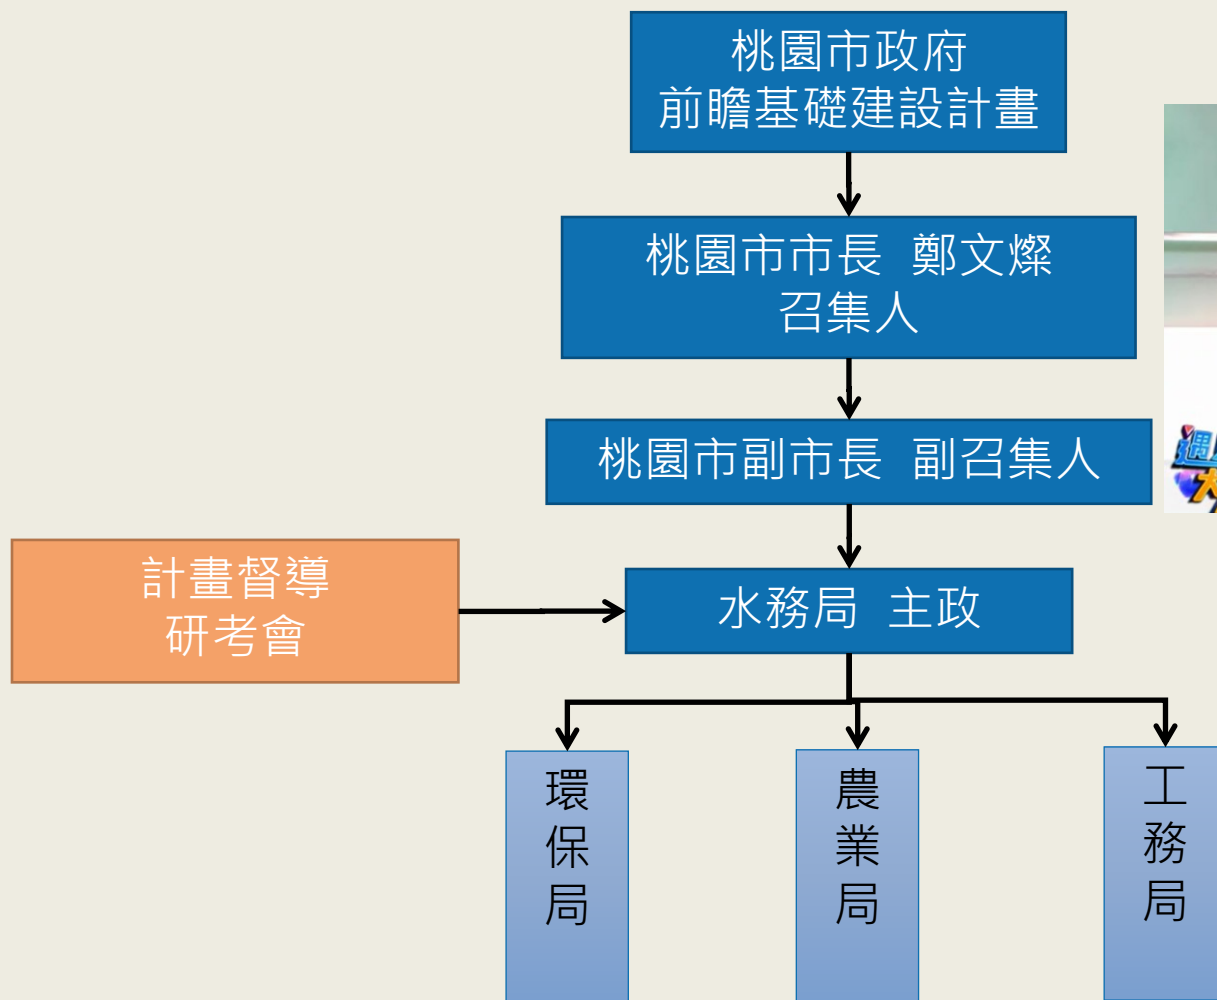 桃園市政府
前瞻基礎建設計畫
桃園市市長 鄭文燦
召集人
桃園市副市長 副召集人
計畫督導
研考會
水務局 主政
環保局
農業局
工務局